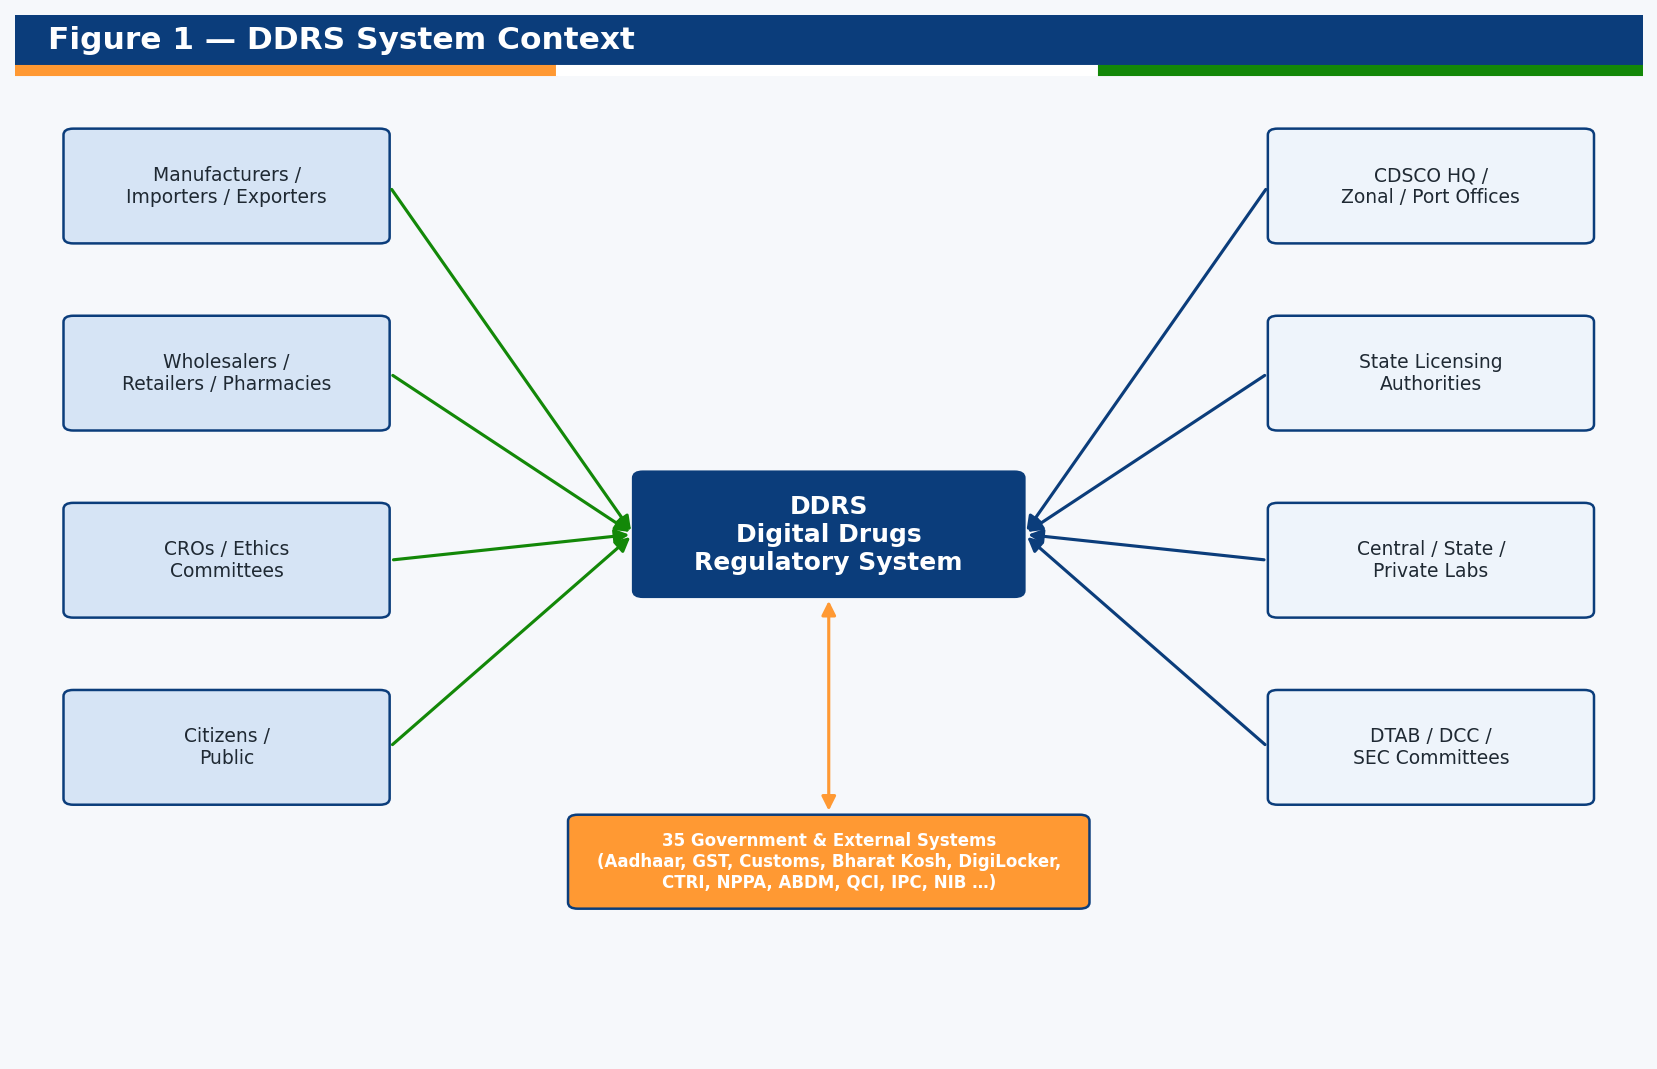 Figure 1 — DDRS System Context
Manufacturers /
Importers / Exporters
Wholesalers /
Retailers / Pharmacies
CROs / Ethics
Committees
Citizens /
Public
DDRS
Digital Drugs
Regulatory System
35 Government & External Systems
(Aadhaar, GST, Customs, Bharat Kosh, DigiLocker,
CTRI, NPPA, ABDM, QCI, IPC, NIB ...)
CDSCO HQ /
Zonal / Port Offices
State Licensing
Authorities
Central / State /
Private Labs
DTAB / DCC /
SEC Committees